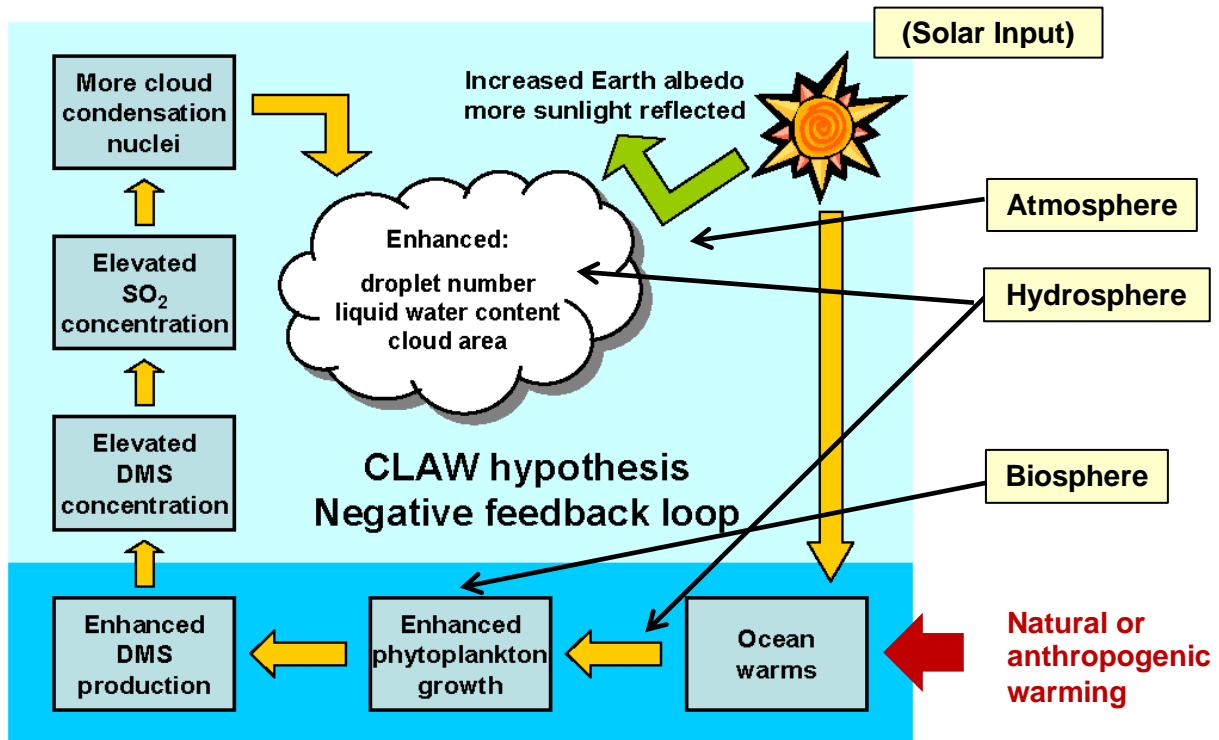 (Solar Input)
More cloud
condensation
nuclei
Increased Earth albedo
more sunlight reflected
Atmosphere
Enhanced:
droplet number
liquid water content
cloud area
Elevated
SO₂
concentration
Hydrosphere
Elevated
DMS
concentration
CLAW hypothesis
Negative feedback loop
Biosphere
Enhanced
DMS
production
Enhanced
phytoplankton
growth
Ocean
warms
Natural or
anthropogenic
warming